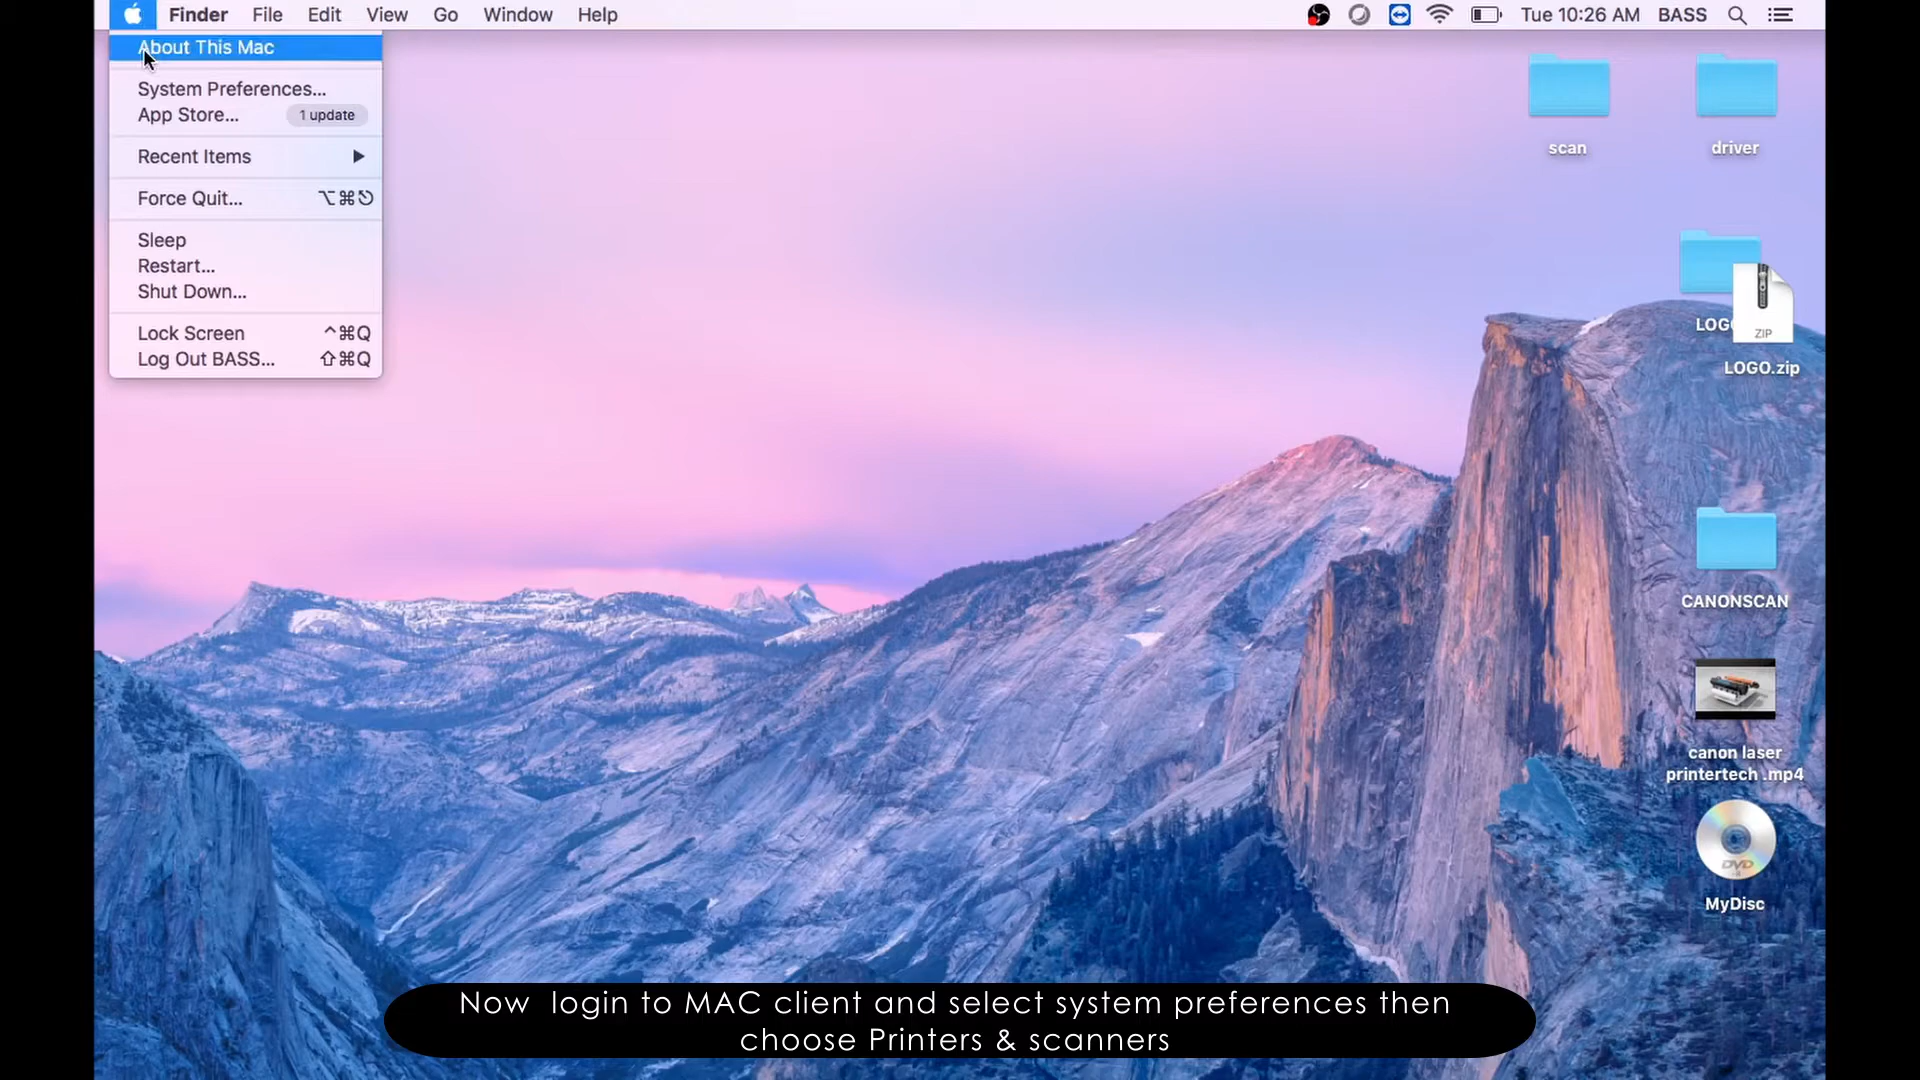 Finder File Edit View Go Window Help Tue 10:26 AM BASS
About This Mac
System Preferences...
App Store... 1 update
Recent Items
Force Quit... ⌥⌘⎋
Sleep
Restart...
Shut Down...
Lock Screen ^⌘Q
Log Out BASS... ⇧⌘Q
scan
driver
LOGO
ZIP
LOGO.zip
CANONSCAN
canon laser
printertech .mp4
DVD
MyDisc
Now login to MAC client and select system preferences then
choose Printers & scanners